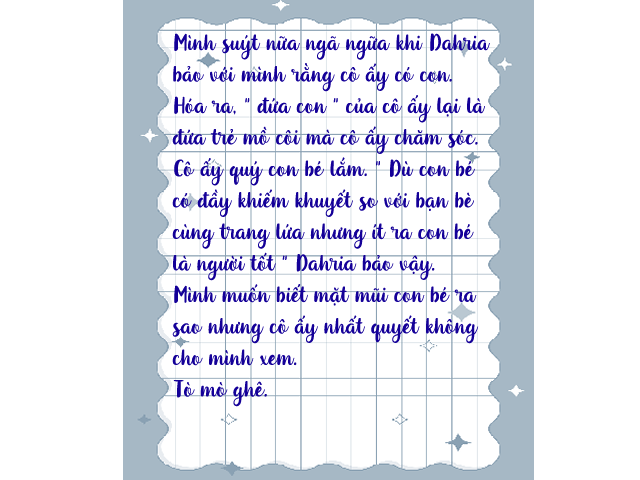 Mình suýt nữa ngã ngửa khi Dahria
bảo với mình rằng cô ấy có con.
Hóa ra, " đứa con " của cô ấy lại là
đứa trẻ mồ côi mà cô ấy chăm sóc.
Cô ấy quý con bé lắm. " Dù con bé
có đầy khiếm khuyết so với bạn bè
cùng trang lứa nhưng ít ra con bé
là người tốt " Dahria bảo vậy.
Mình muốn biết mặt mũi con bé ra
sao nhưng cô ấy nhất quyết không
cho mình xem.
Tò mò ghê.